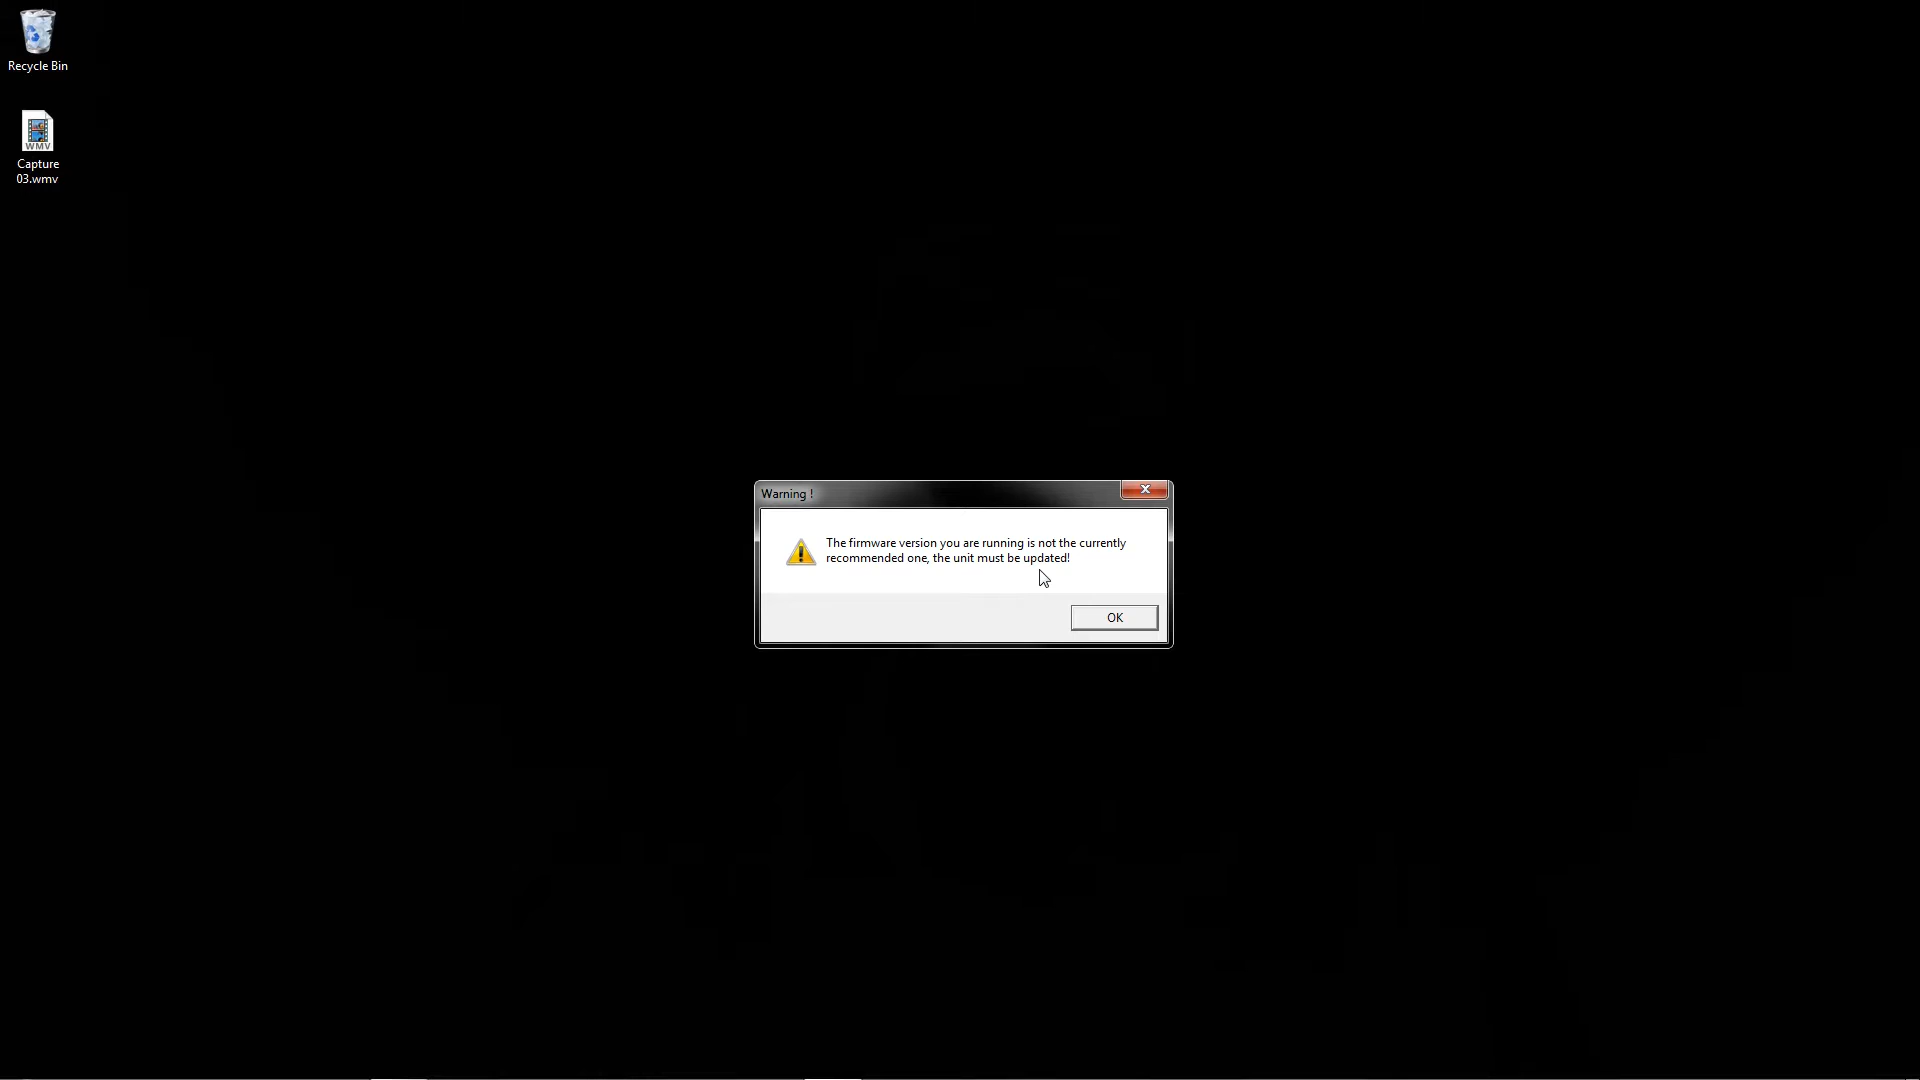 Recycle Bin
WMV
Capture
03.wmv
Warning !
The firmware version you are running is not the currently
recommended one, the unit must be updated!
OK